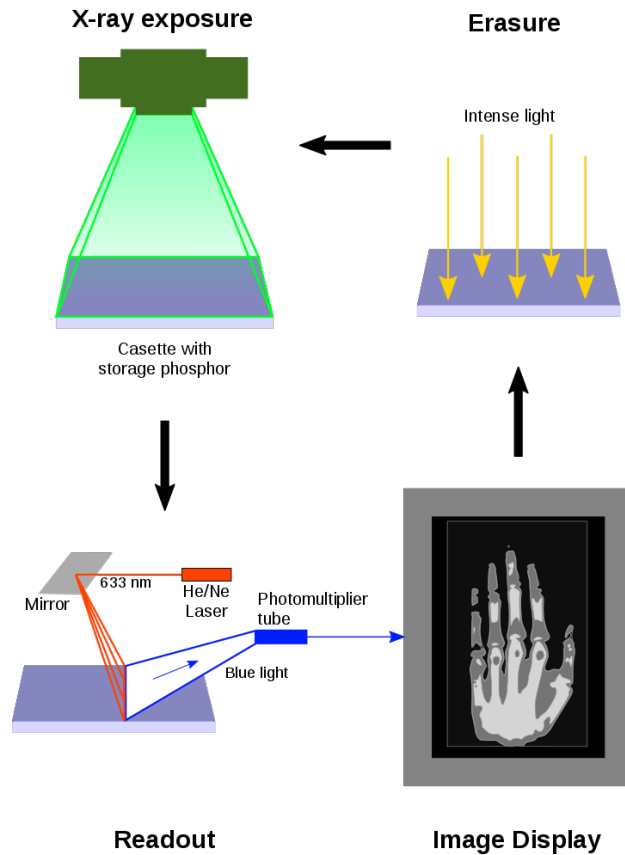 X-ray exposure
Erasure
Intense light
Casette with
storage phosphor
633 nm
Mirror
He/Ne
Laser
Photomultiplier
tube
Blue light
Readout
Image Display